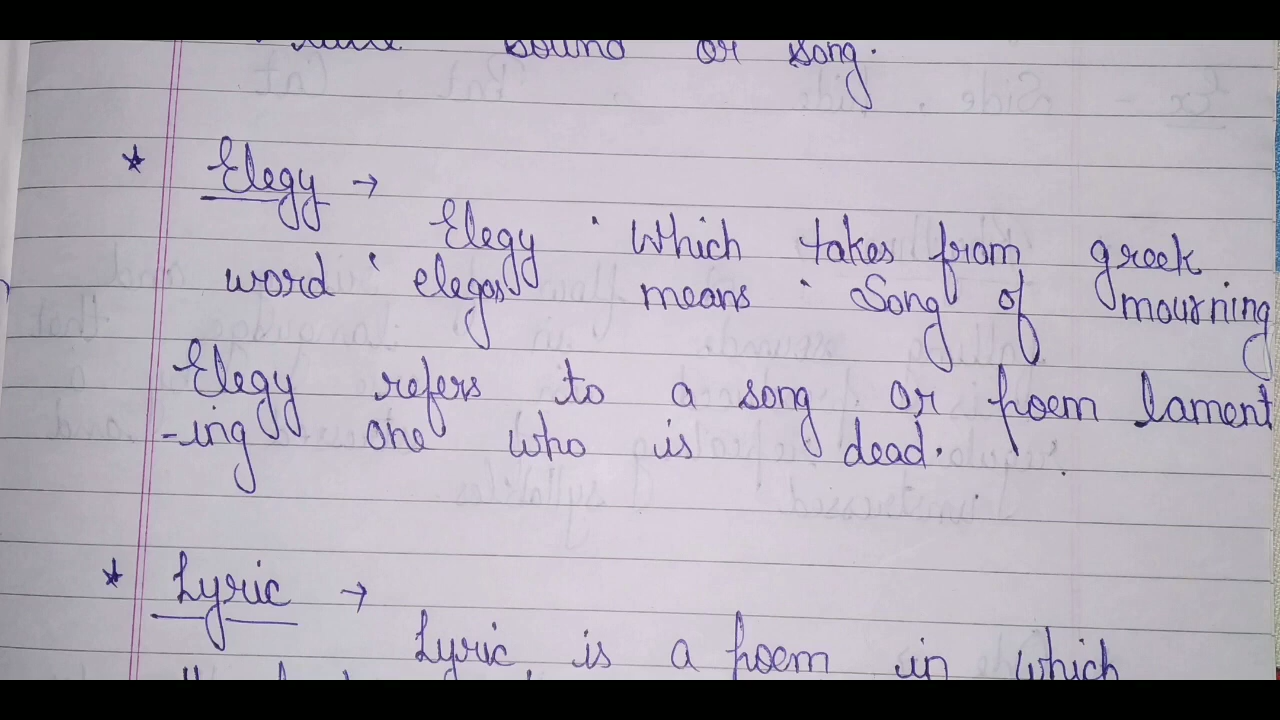 sound or song.
* Elegy →
Elegy ' Which takes from greek
word ' elegos means ' Song of mourning
Elegy refers to a song or poem lament
-ing one who is dead.
* Lyric →
Lyric is a poem in which